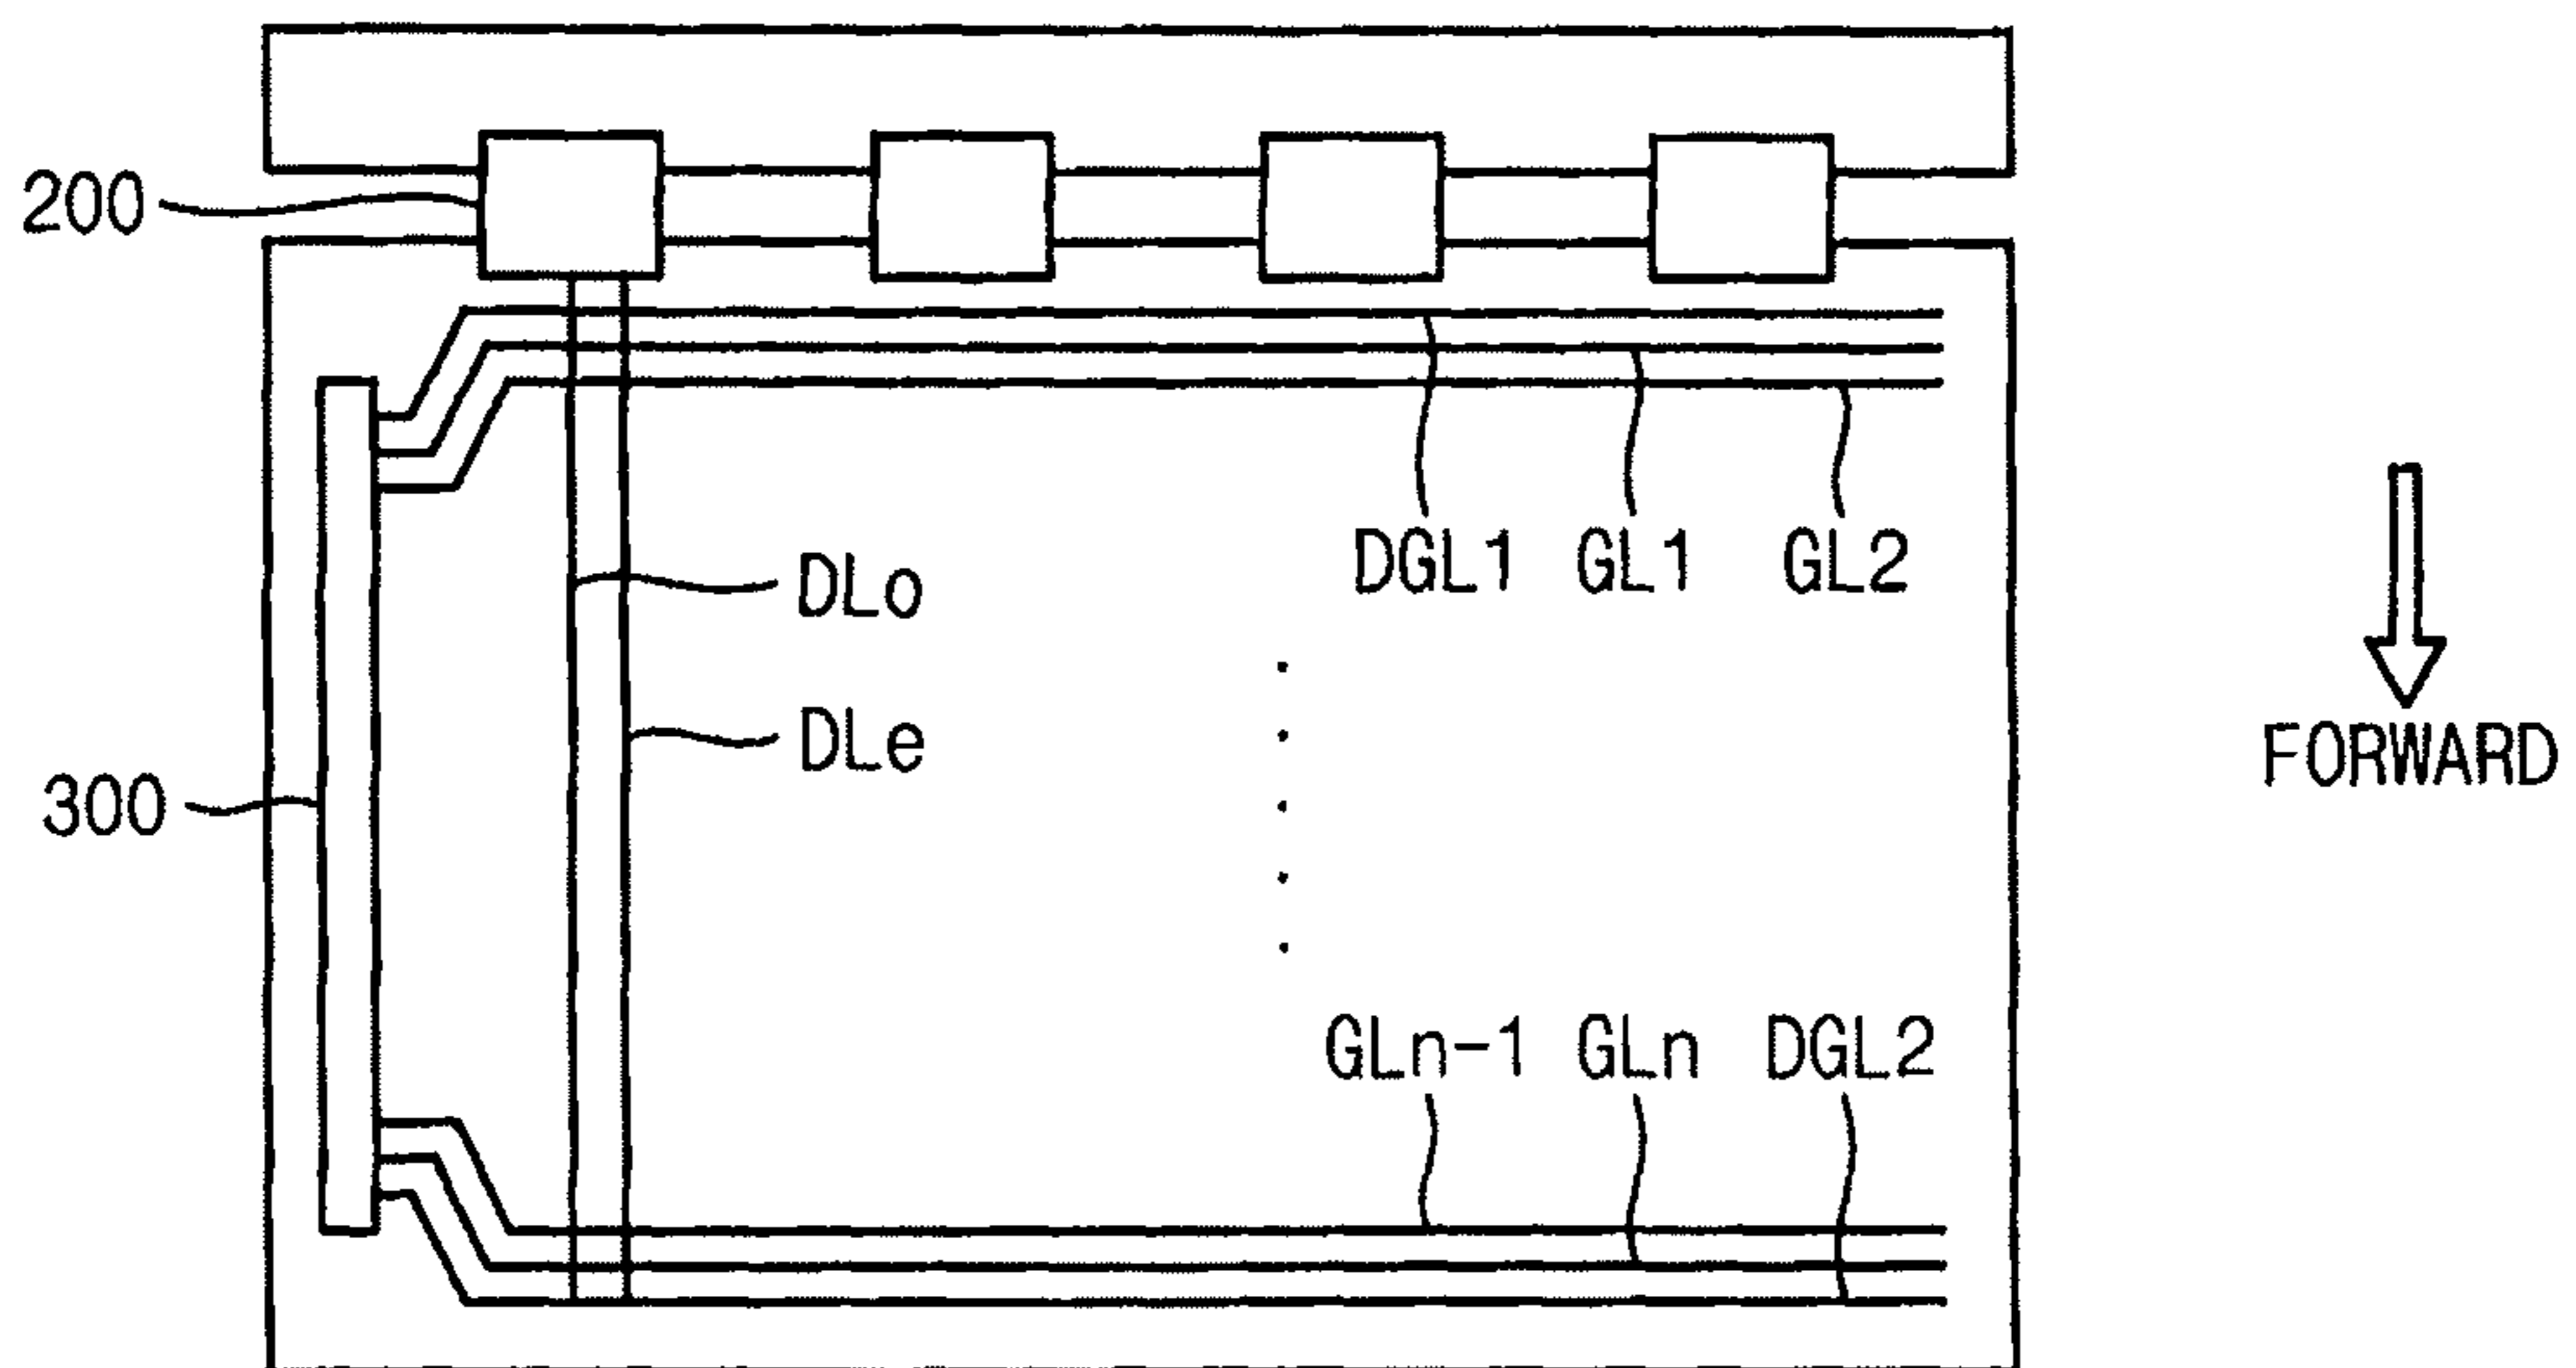 200
DGL1 GL1 GL2
DLo
DLe
FORWARD
300
GLn-1 GLn DGL2